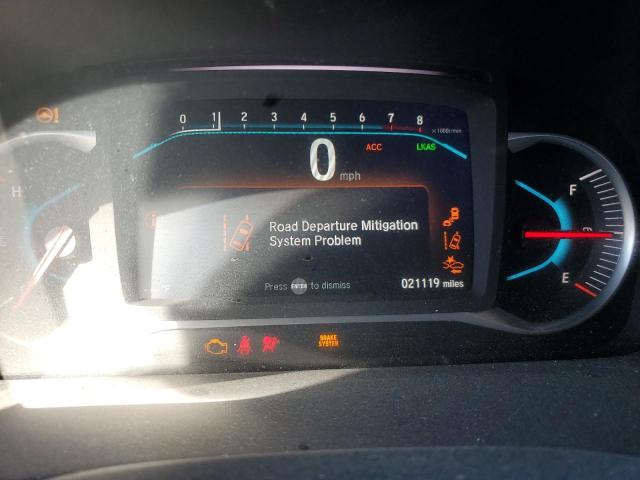 0 1 2 3 4 5 6 7 8
x1000r/min
0 mph
ACC
LKAS
H
F
E
Road Departure Mitigation
System Problem
Press ENTER to dismiss
021119 miles
BRAKE
SYSTEM